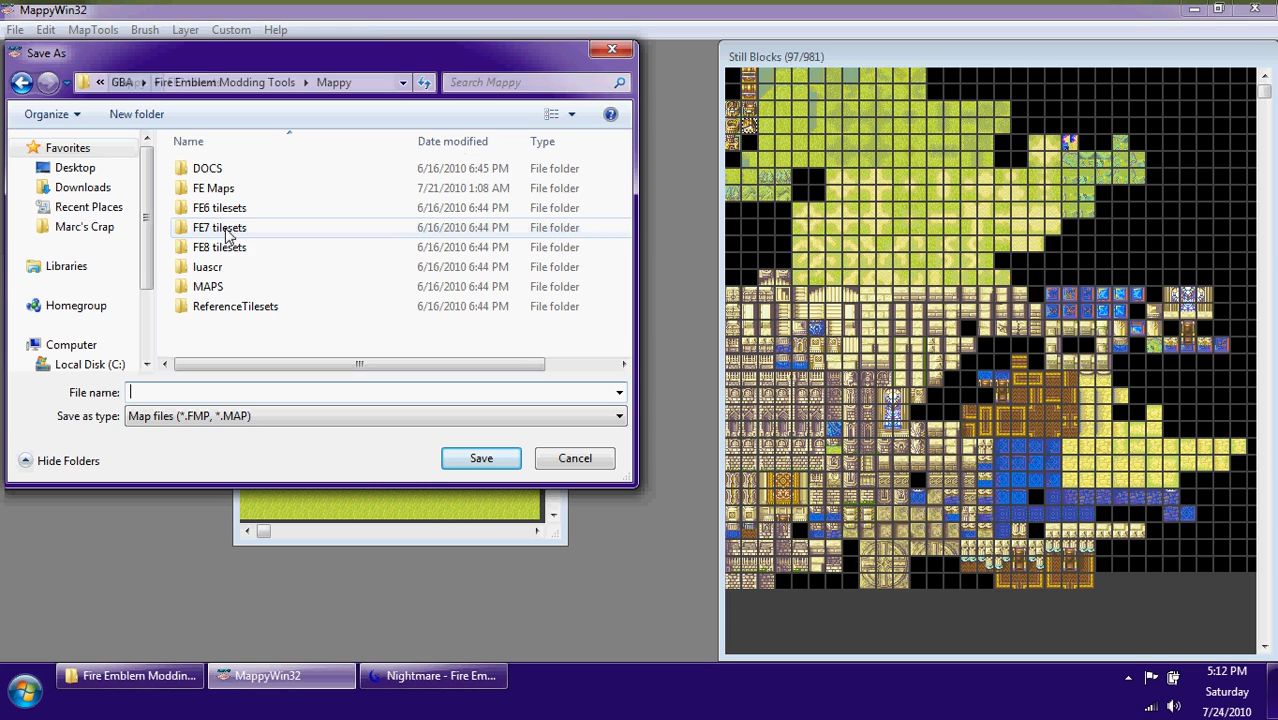 MappyWin32
File Edit MapTools Brush Layer Custom Help
Save As
« GBA Fire Emblem Modding Tools Mappy
Search Mappy
Organize New folder
Name Date modified Type
Favorites
Desktop
Downloads
Recent Places
Marc's Crap
Libraries
Homegroup
Computer
Local Disk (C:)
DOCS 6/16/2010 6:45 PM File folder
FE Maps 7/21/2010 1:08 AM File folder
FE6 tilesets 6/16/2010 6:44 PM File folder
FE7 tilesets 6/16/2010 6:44 PM File folder
FE8 tilesets 6/16/2010 6:44 PM File folder
luascr 6/16/2010 6:44 PM File folder
MAPS 6/16/2010 6:44 PM File folder
ReferenceTilesets 6/16/2010 6:44 PM File folder
File name:
Save as type: Map files (*.FMP, *.MAP)
Hide Folders Save Cancel
Still Blocks (97/981)
Fire Emblem Moddin... MappyWin32 Nightmare - Fire Em...
5:12 PM
Saturday
7/24/2010